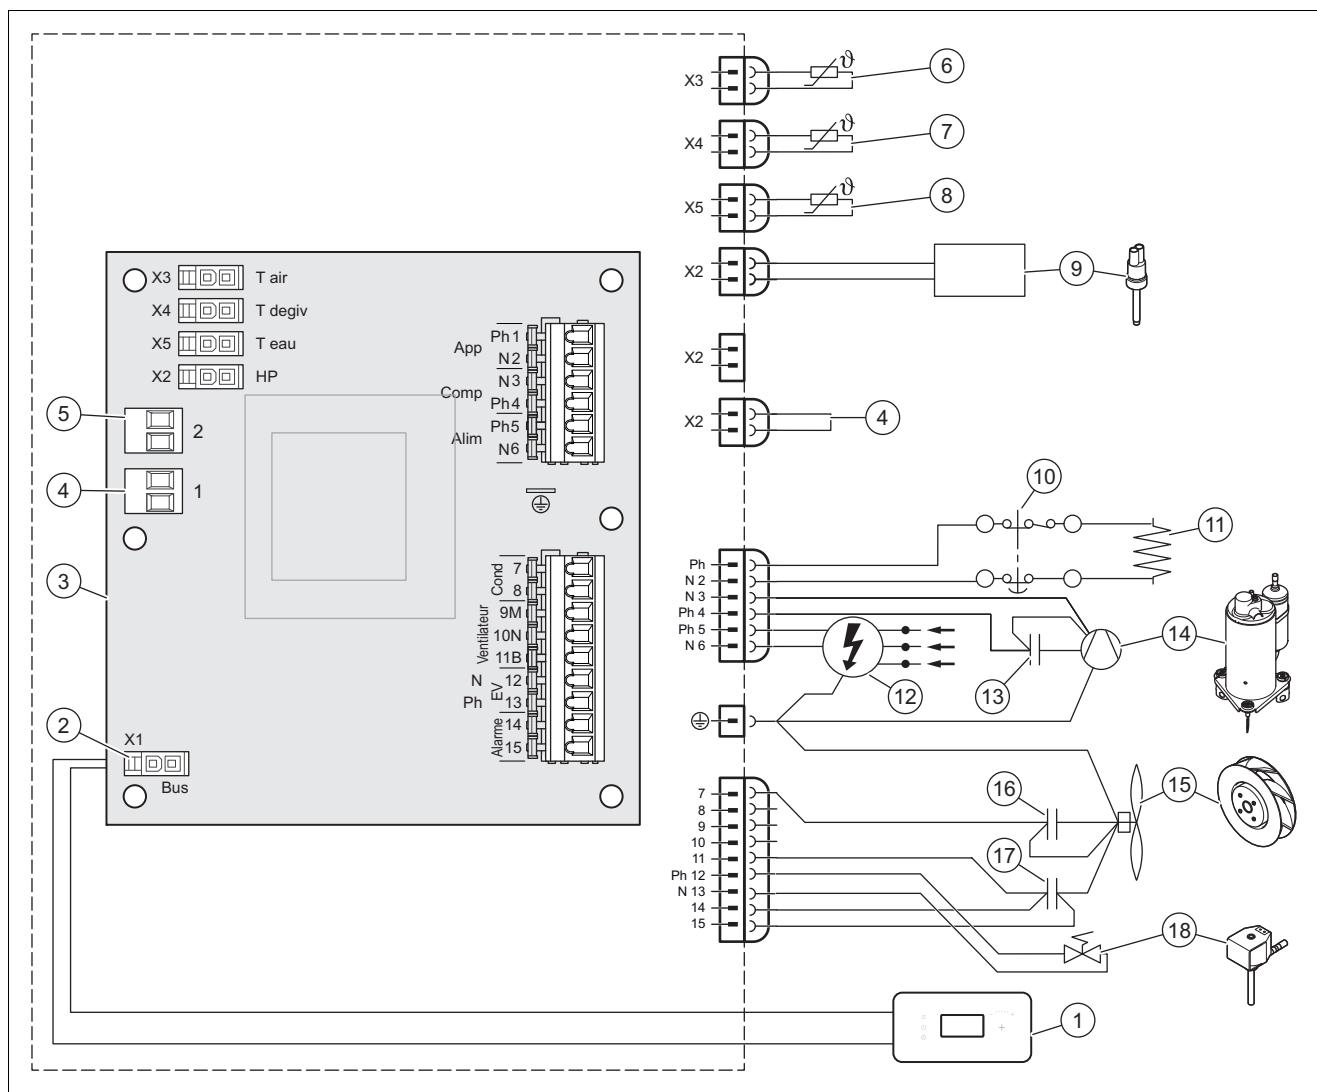 X3 ϑ 6
X4 ϑ 7
X5 ϑ 8
X2 9
X2
X2 4
X3 T air
X4 T degiv
X5 T eau
X2 HP
5 2
4 1
3
App Ph1
N2
Comp N3
Ph4
Alim Ph5
N6
Cond 7
8
Ventilateur 9M
10N
11B
EV N 12
Ph 13
Alarme 14
15
2 X1
Bus
10
11
Ph
N 2
N 3
Ph 4
Ph 5
N 6
12
13
14
7
8
9
10
11
Ph 12
N 13
14
15
16
15
17
18
+
1